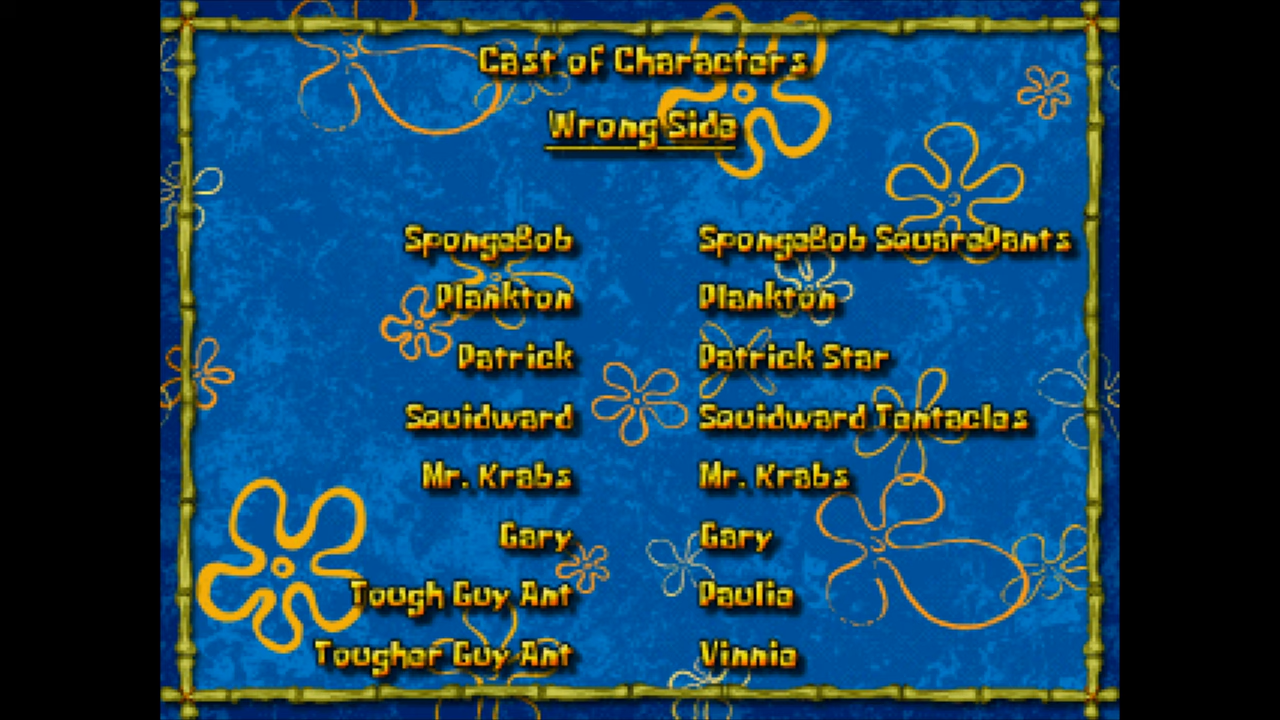 Cast of Characters
Wrong Side
SpongeBob SpongeBob SquarePants
Plankton Plankton
Patrick Patrick Star
Squidward Squidward Tentacles
Mr. Krabs Mr. Krabs
Gary Gary
Tough Guy Ant Paulie
Tougher Guy Ant Vinnie